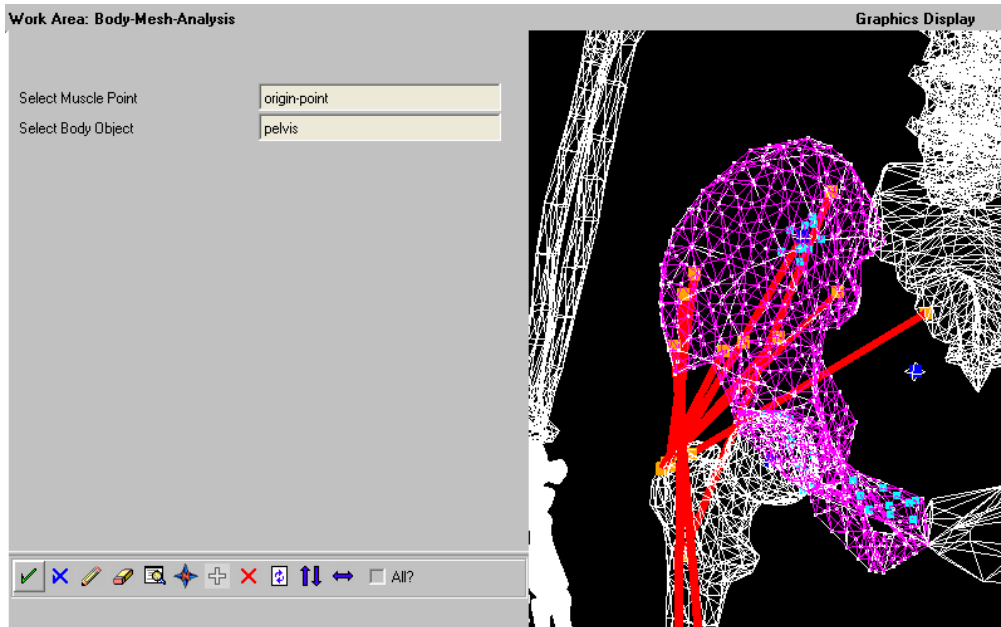 Work Area: Body-Mesh-Analysis
Graphics Display
Select Muscle Point
origin-point
Select Body Object
pelvis
All?